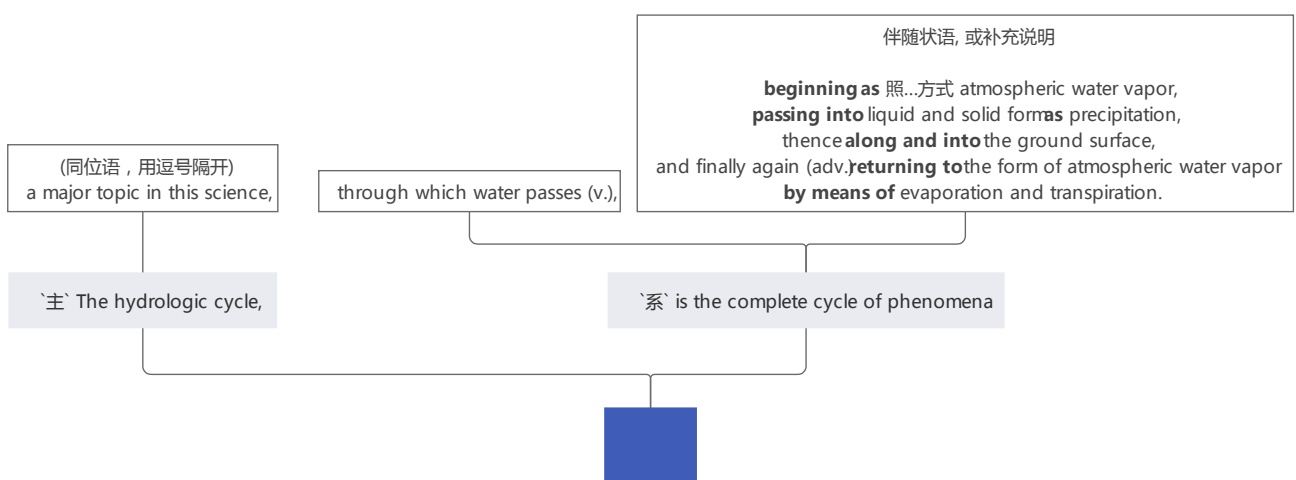 伴随状语, 或补充说明
beginning as 照...方式 atmospheric water vapor,
passing into liquid and solid form as precipitation,
thence along and into the ground surface,
and finally again (adv.) returning to the form of atmospheric water vapor
by means of evaporation and transpiration.
(同位语，用逗号隔开)
a major topic in this science,
through which water passes (v.),
`主` The hydrologic cycle,
`系` is the complete cycle of phenomena